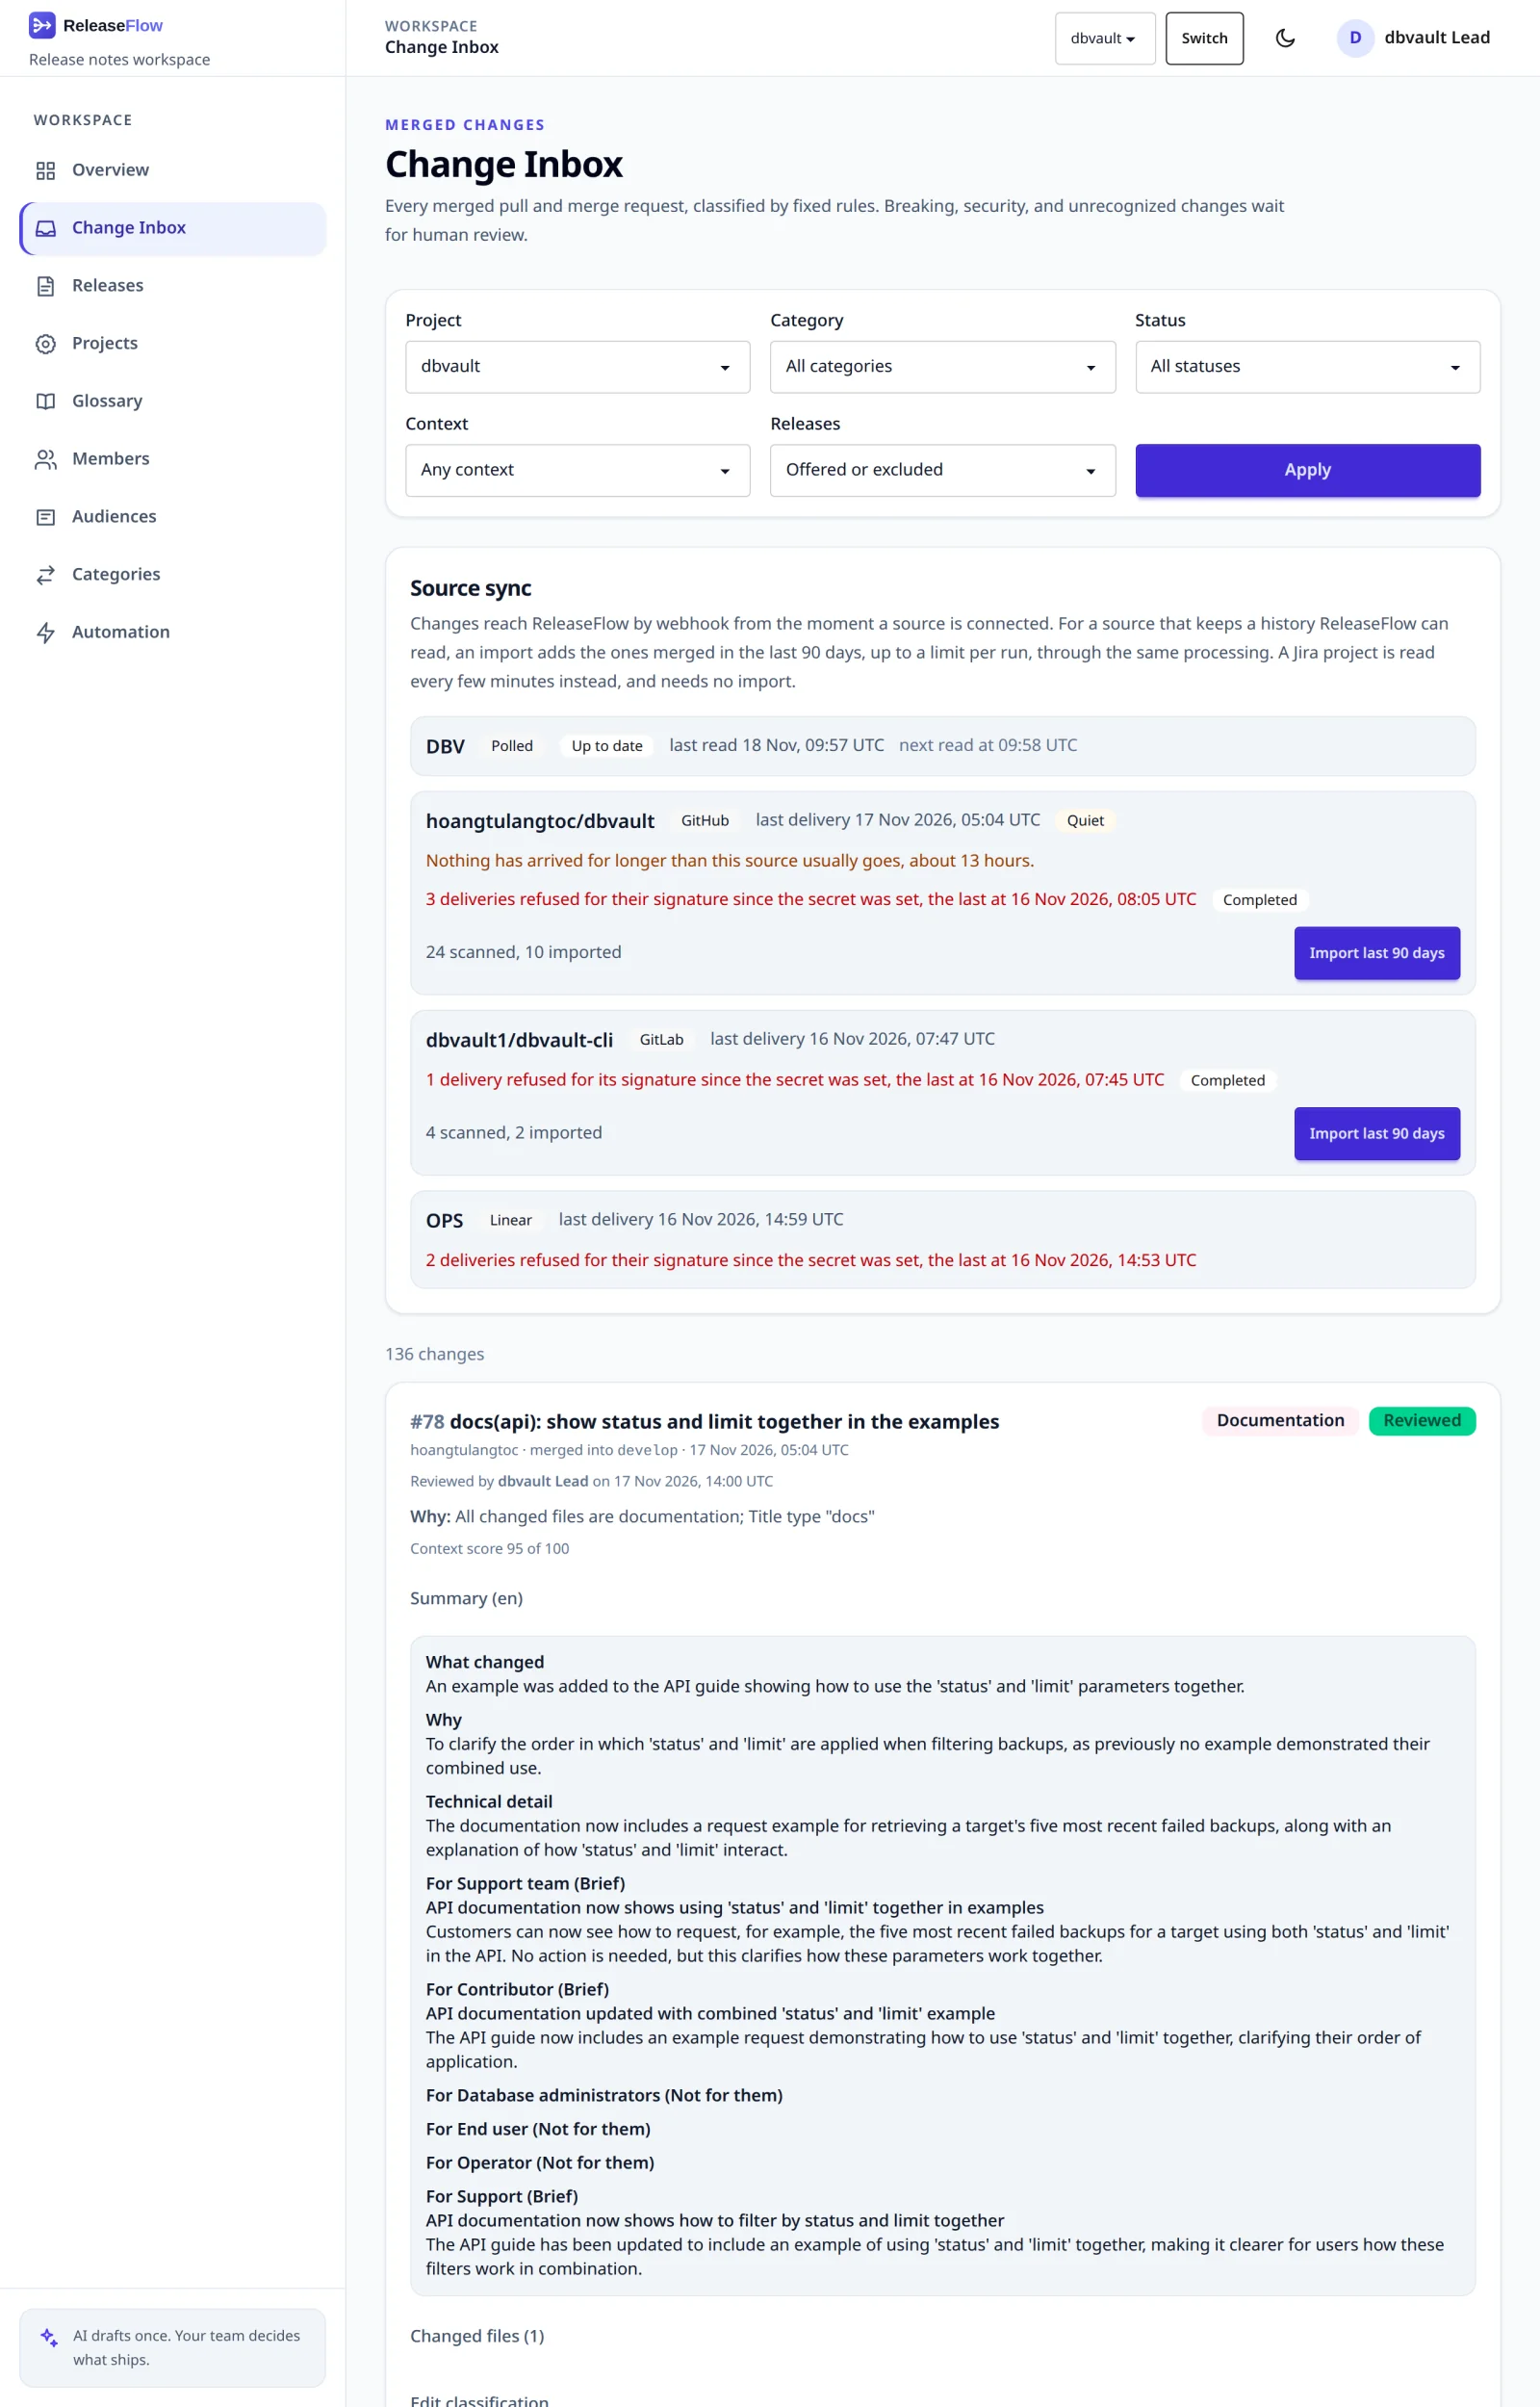 ReleaseFlow
Release notes workspace
WORKSPACE
Change Inbox
dbvault
Switch
D
dbvault Lead
WORKSPACE
Overview
Change Inbox
Releases
Projects
Glossary
Members
Audiences
Categories
Automation
AI drafts once. Your team decides
what ships.
MERGED CHANGES
Change Inbox
Every merged pull and merge request, classified by fixed rules. Breaking, security, and unrecognized changes wait
for human review.
Project
Category
Status
dbvault
All categories
All statuses
Context
Releases
Any context
Offered or excluded
Apply
Source sync
Changes reach ReleaseFlow by webhook from the moment a source is connected. For a source that keeps a history ReleaseFlow can
read, an import adds the ones merged in the last 90 days, up to a limit per run, through the same processing. A Jira project is read
every few minutes instead, and needs no import.
DBV Polled Up to date last read 18 Nov, 09:57 UTC next read at 09:58 UTC
hoangtulangtoc/dbvault GitHub last delivery 17 Nov 2026, 05:04 UTC Quiet
Nothing has arrived for longer than this source usually goes, about 13 hours.
3 deliveries refused for their signature since the secret was set, the last at 16 Nov 2026, 08:05 UTC Completed
24 scanned, 10 imported
Import last 90 days
dbvault1/dbvault-cli GitLab last delivery 16 Nov 2026, 07:47 UTC
1 delivery refused for its signature since the secret was set, the last at 16 Nov 2026, 07:45 UTC Completed
4 scanned, 2 imported
Import last 90 days
OPS Linear last delivery 16 Nov 2026, 14:59 UTC
2 deliveries refused for their signature since the secret was set, the last at 16 Nov 2026, 14:53 UTC
136 changes
#78 docs(api): show status and limit together in the examples
Documentation
Reviewed
hoangtulangtoc · merged into develop · 17 Nov 2026, 05:04 UTC
Reviewed by dbvault Lead on 17 Nov 2026, 14:00 UTC
Why: All changed files are documentation; Title type "docs"
Context score 95 of 100
Summary (en)
What changed
An example was added to the API guide showing how to use the 'status' and 'limit' parameters together.
Why
To clarify the order in which 'status' and 'limit' are applied when filtering backups, as previously no example demonstrated their
combined use.
Technical detail
The documentation now includes a request example for retrieving a target's five most recent failed backups, along with an
explanation of how 'status' and 'limit' interact.
For Support team (Brief)
API documentation now shows using 'status' and 'limit' together in examples
Customers can now see how to request, for example, the five most recent failed backups for a target using both 'status' and 'limit'
in the API. No action is needed, but this clarifies how these parameters work together.
For Contributor (Brief)
API documentation updated with combined 'status' and 'limit' example
The API guide now includes an example request demonstrating how to use 'status' and 'limit' together, clarifying their order of
application.
For Database administrators (Not for them)
For End user (Not for them)
For Operator (Not for them)
For Support (Brief)
API documentation now shows how to filter by status and limit together
The API guide has been updated to include an example of using 'status' and 'limit' together, making it clearer for users how these
filters work in combination.
Changed files (1)
Edit classification